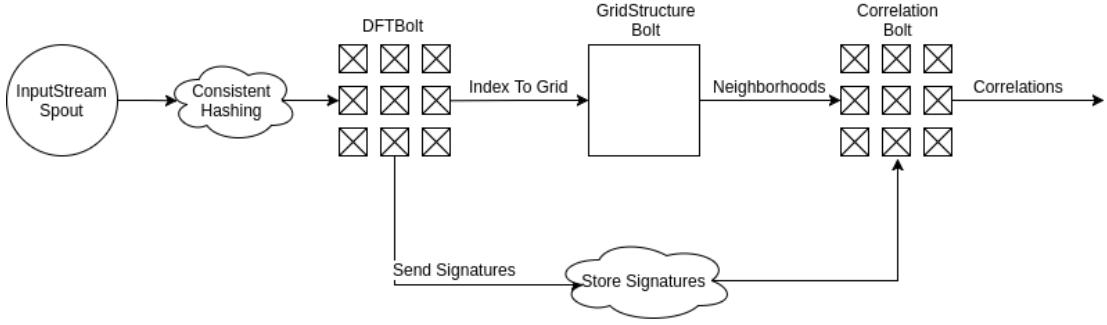 InputStream
Spout
Consistent
Hashing
DFTBolt
Index To Grid
GridStructure
Bolt
Neighborhoods
Correlation
Bolt
Correlations
Send Signatures
Store Signatures